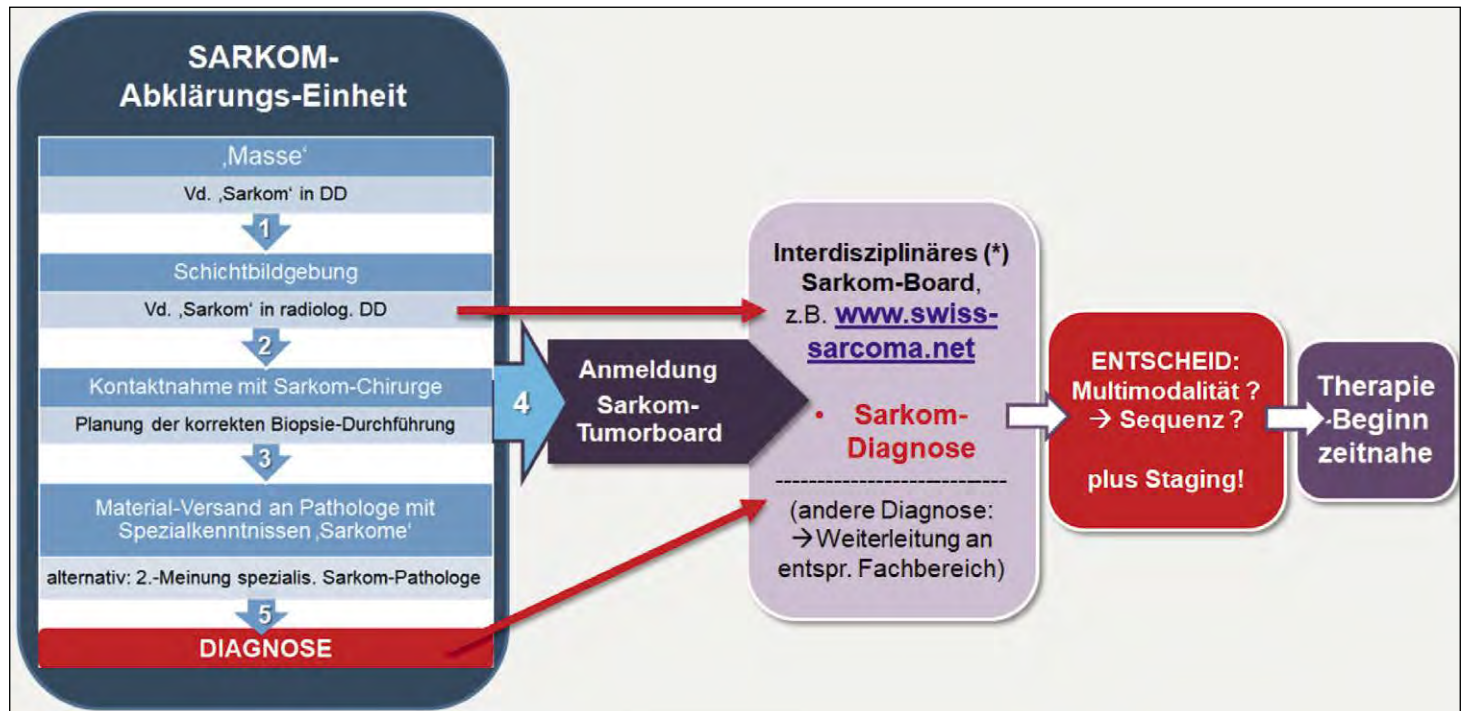 SARKOM-
Abklärungs-Einheit
‚Masse‘
Vd. ‚Sarkom‘ in DD
1
Schichtbildgebung
Vd. ‚Sarkom‘ in radiolog. DD
2
Kontaktnahme mit Sarkom-Chirurge
Planung der korrekten Biopsie-Durchführung
3
Material-Versand an Pathologe mit
Spezialkenntnissen ‚Sarkome‘
alternativ: 2.-Meinung spezialis. Sarkom-Pathologe
5
DIAGNOSE
4
Anmeldung
Sarkom-
Tumorboard
Interdisziplinäres (*)
Sarkom-Board,
z.B. www.swiss-
sarcoma.net
• Sarkom-
Diagnose
---------------------------
(andere Diagnose:
→Weiterleitung an
entspr. Fachbereich)
ENTSCHEID:
Multimodalität ?
→ Sequenz ?
plus Staging!
Therapie
-Beginn
zeitnahe